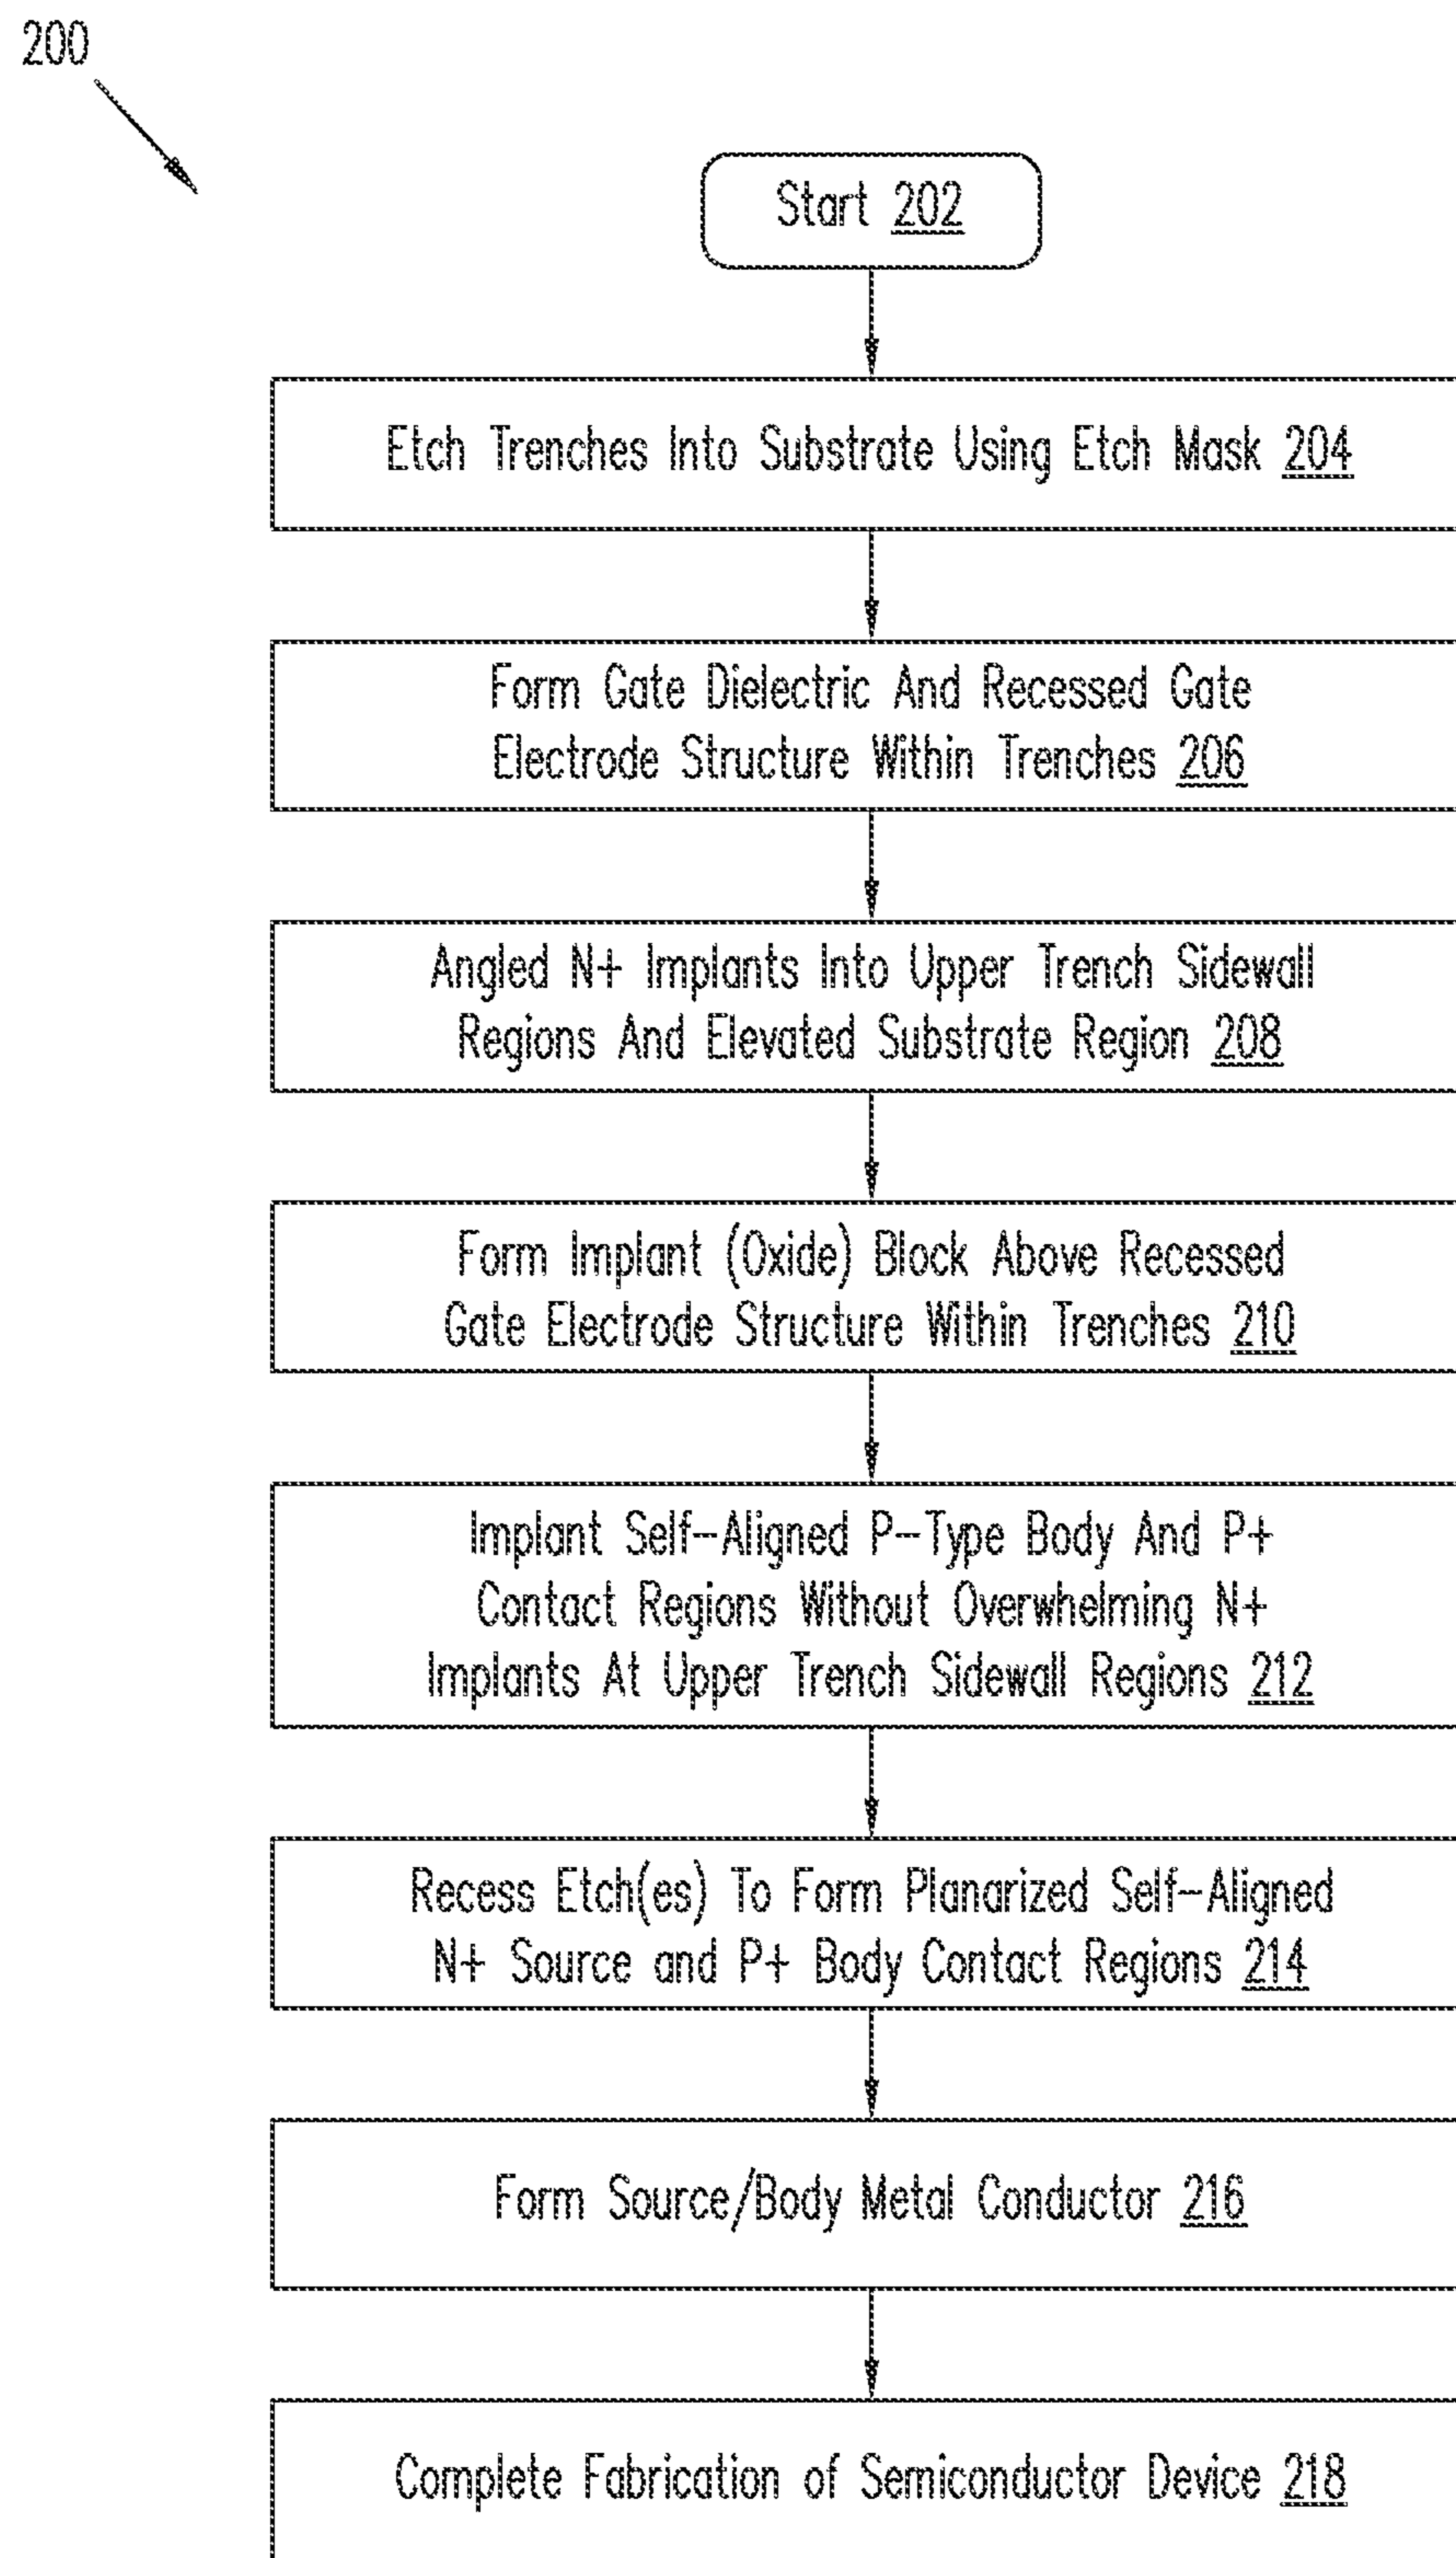 200
Start 202
Etch Trenches Into Substrate Using Etch Mask 204
Form Gate Dielectric And Recessed Gate
Electrode Structure Within Trenches 206
Angled N+ Implants Into Upper Trench Sidewall
Regions And Elevated Substrate Region 208
Form Implant (Oxide) Block Above Recessed
Gate Electrode Structure Within Trenches 210
Implant Self-Aligned P-Type Body And P+
Contact Regions Without Overwhelming N+
Implants At Upper Trench Sidewall Regions 212
Recess Etch(es) To Form Planarized Self-Aligned
N+ Source and P+ Body Contact Regions 214
Form Source/Body Metal Conductor 216
Complete Fabrication of Semiconductor Device 218